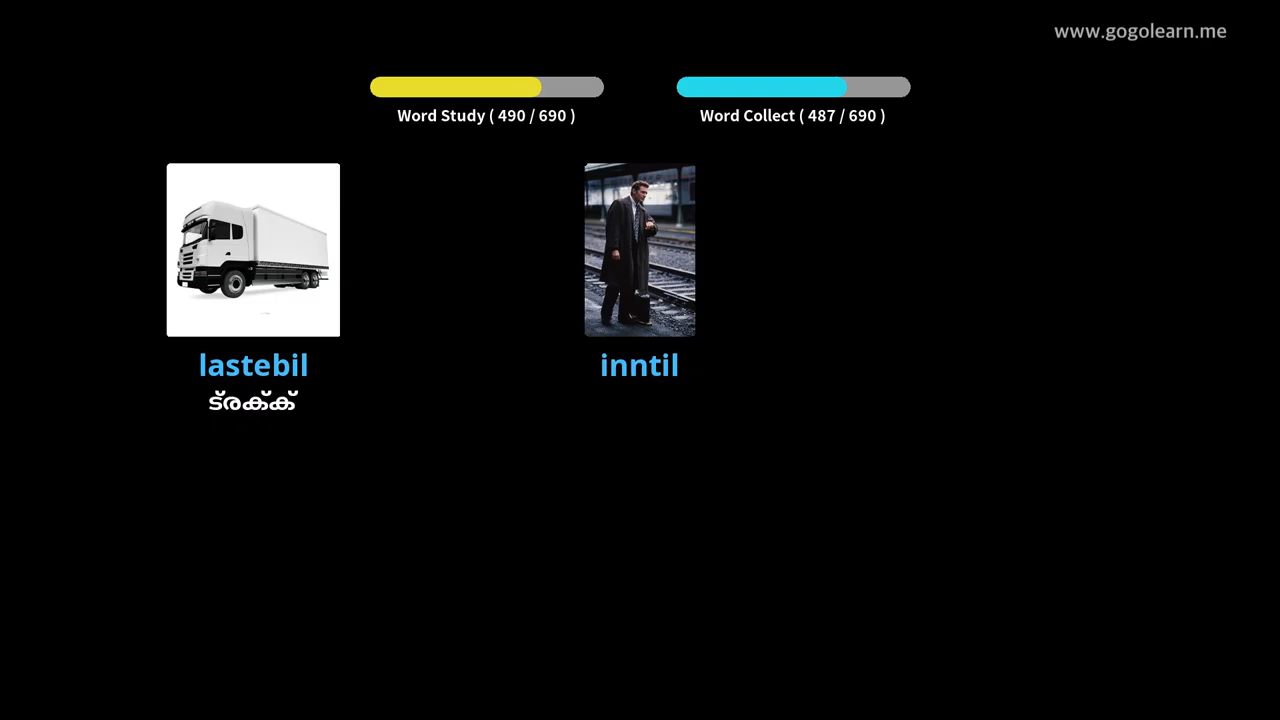 www.gogolearn.me
Word Study ( 490 / 690 )
Word Collect ( 487 / 690 )
lastebil
ട്രക്ക്
inntil